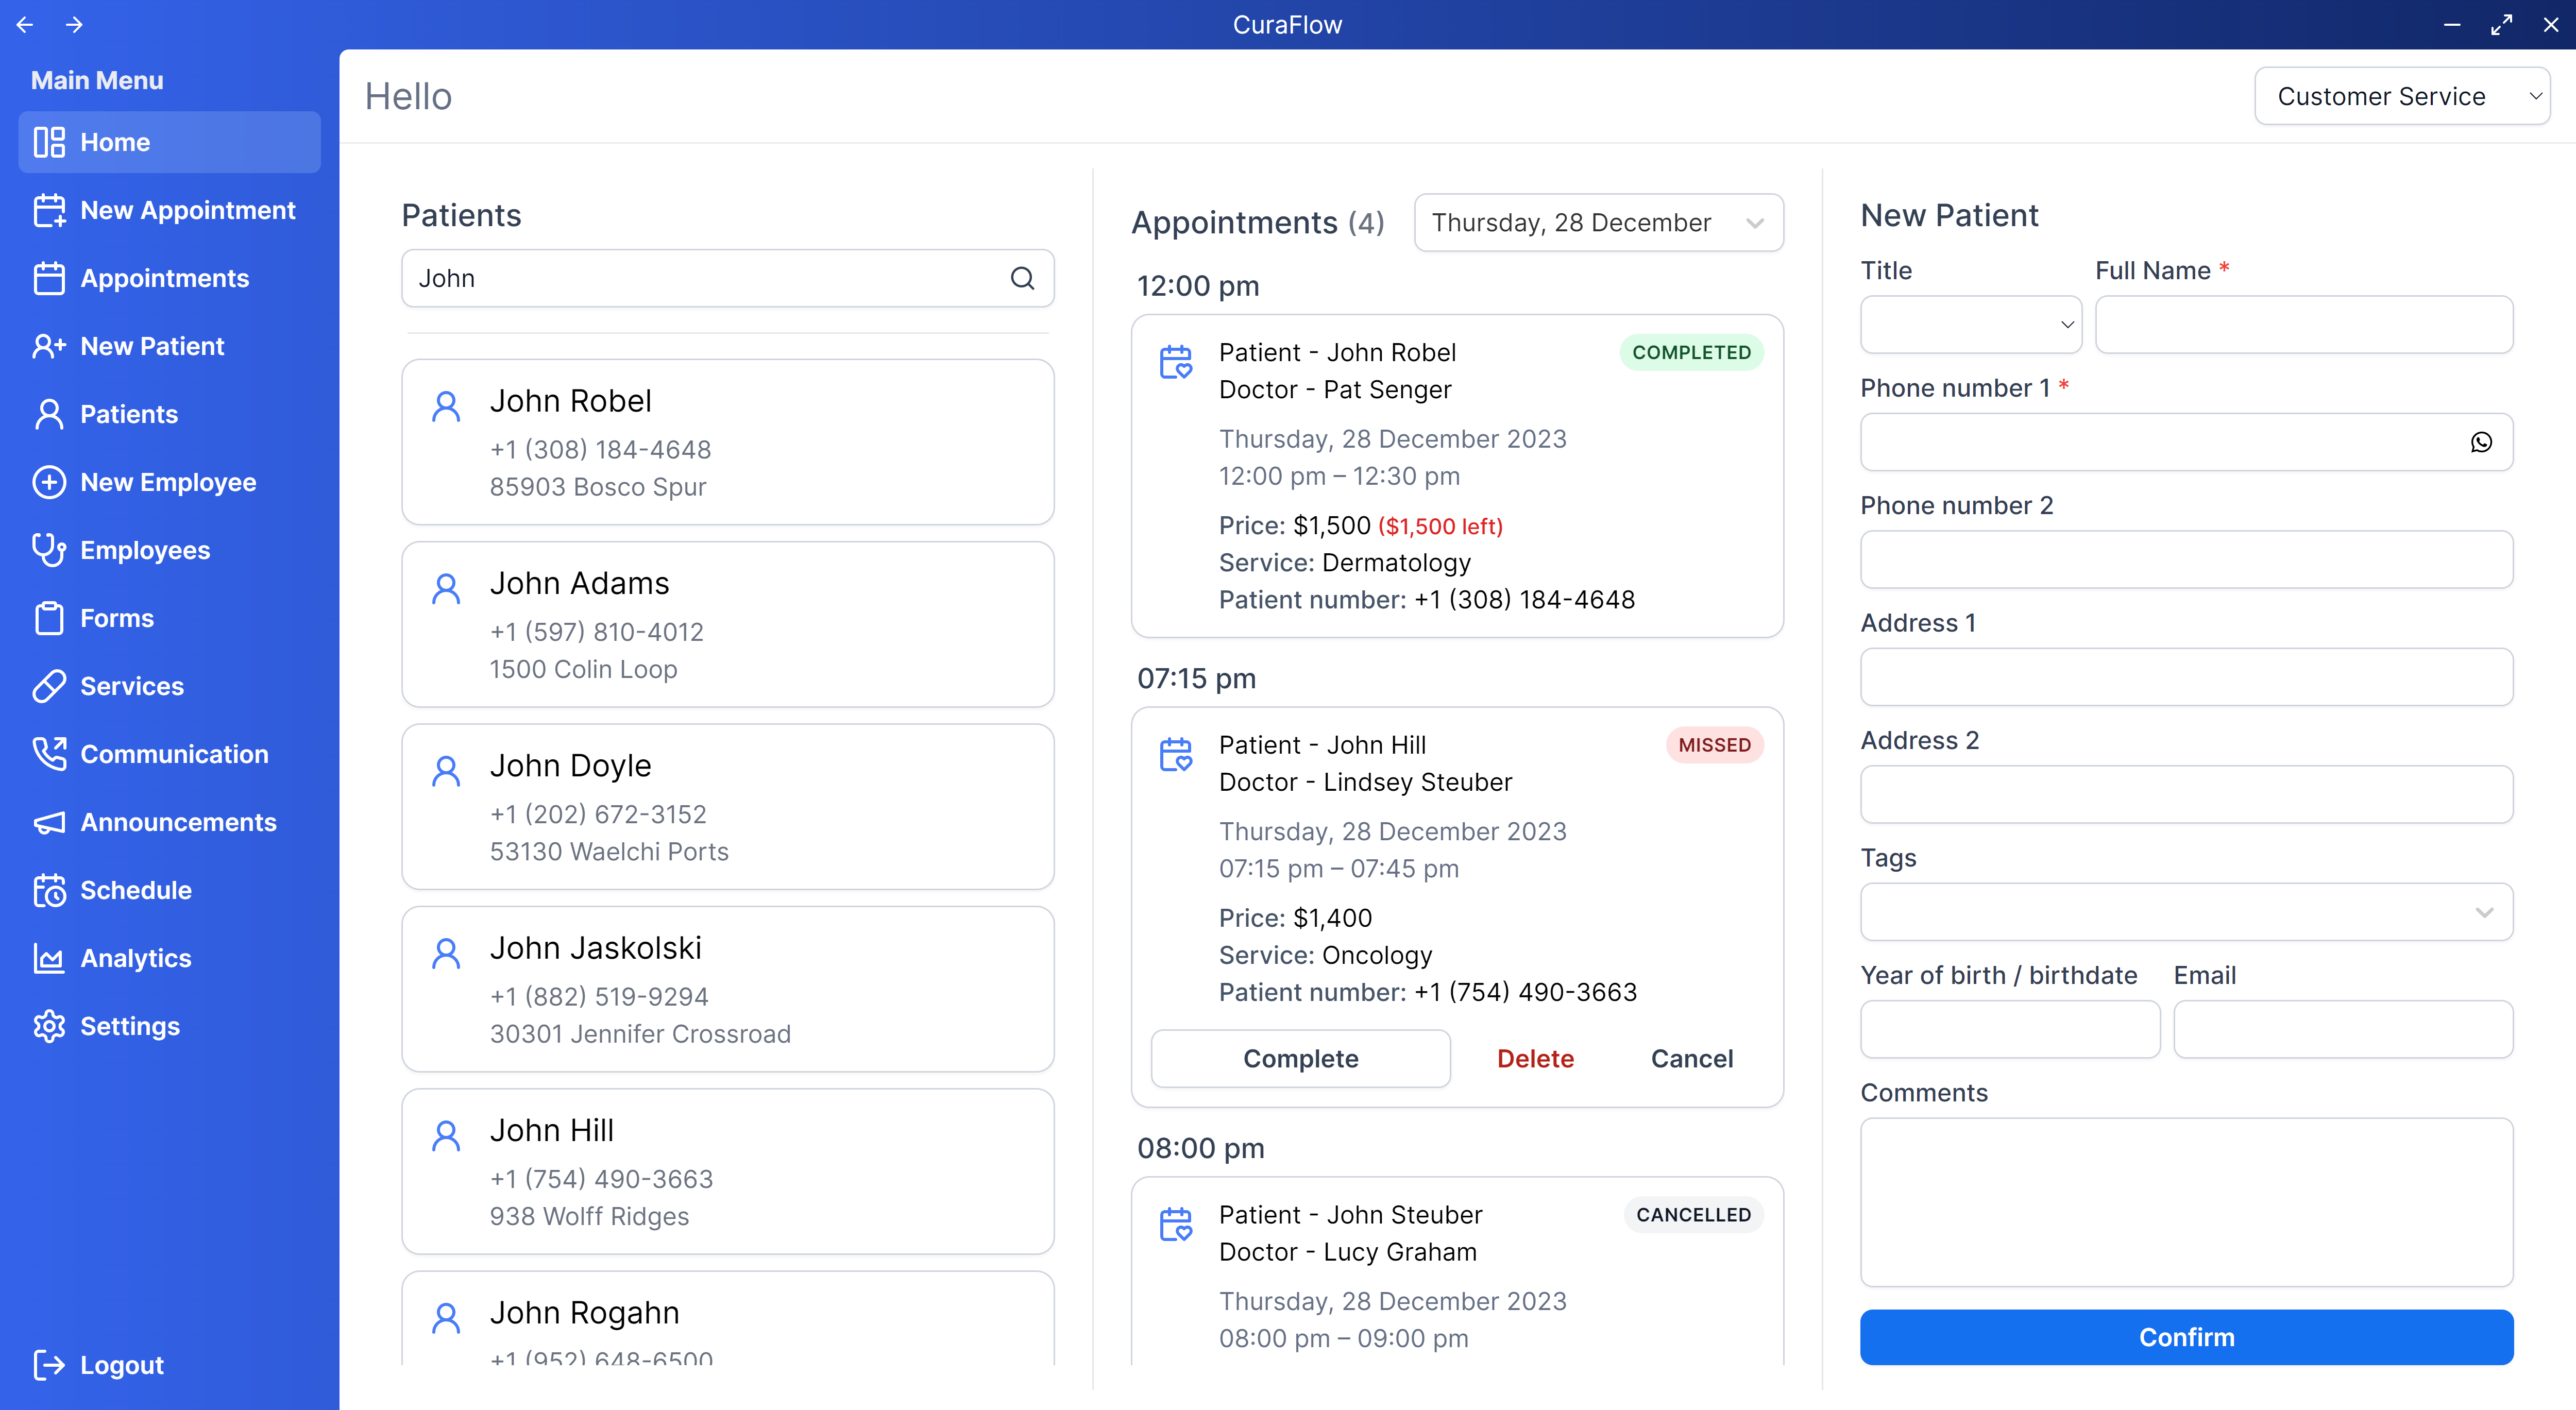 CuraFlow
Main Menu
Home
New Appointment
Appointments
New Patient
Patients
New Employee
Employees
Forms
Services
Communication
Announcements
Schedule
Analytics
Settings
Logout
Hello
Customer Service
Patients
John
John Robel
+1 (308) 184-4648
85903 Bosco Spur
John Adams
+1 (597) 810-4012
1500 Colin Loop
John Doyle
+1 (202) 672-3152
53130 Waelchi Ports
John Jaskolski
+1 (882) 519-9294
30301 Jennifer Crossroad
John Hill
+1 (754) 490-3663
938 Wolff Ridges
John Rogahn
+1 (952) 648-6500
Appointments (4)
Thursday, 28 December
12:00 pm
Patient - John Robel
COMPLETED
Doctor - Pat Senger
Thursday, 28 December 2023
12:00 pm – 12:30 pm
Price: $1,500 ($1,500 left)
Service: Dermatology
Patient number: +1 (308) 184-4648
07:15 pm
Patient - John Hill
MISSED
Doctor - Lindsey Steuber
Thursday, 28 December 2023
07:15 pm – 07:45 pm
Price: $1,400
Service: Oncology
Patient number: +1 (754) 490-3663
Complete
Delete
Cancel
08:00 pm
Patient - John Steuber
CANCELLED
Doctor - Lucy Graham
Thursday, 28 December 2023
08:00 pm – 09:00 pm
New Patient
Title
Full Name *
Phone number 1 *
Phone number 2
Address 1
Address 2
Tags
Year of birth / birthdate
Email
Comments
Confirm